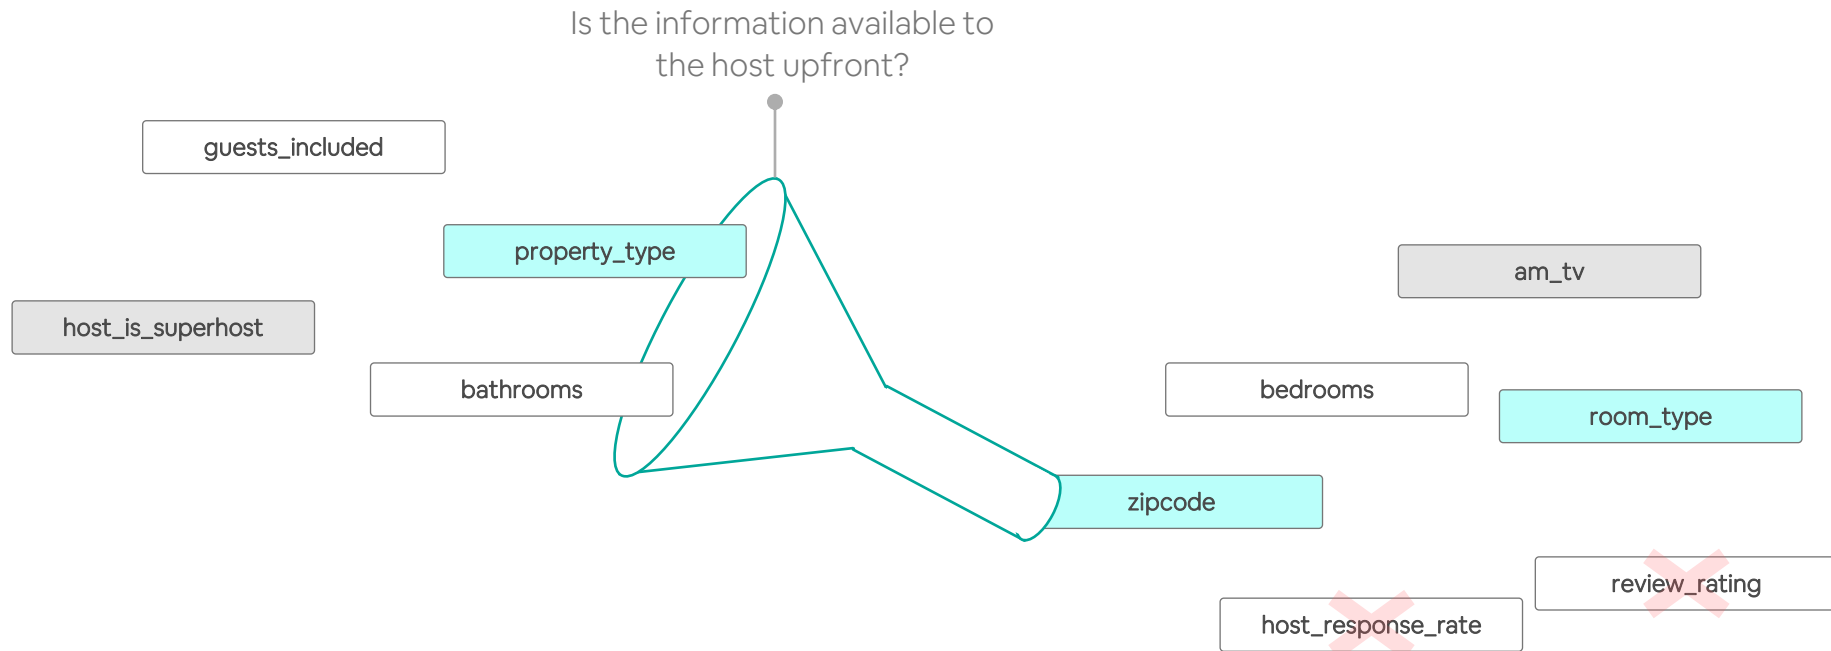 Is the information available to
the host upfront?
guests_included
property_type
am_tv
host_is_superhost
bathrooms
bedrooms
room_type
zipcode
review_rating
host_response_rate